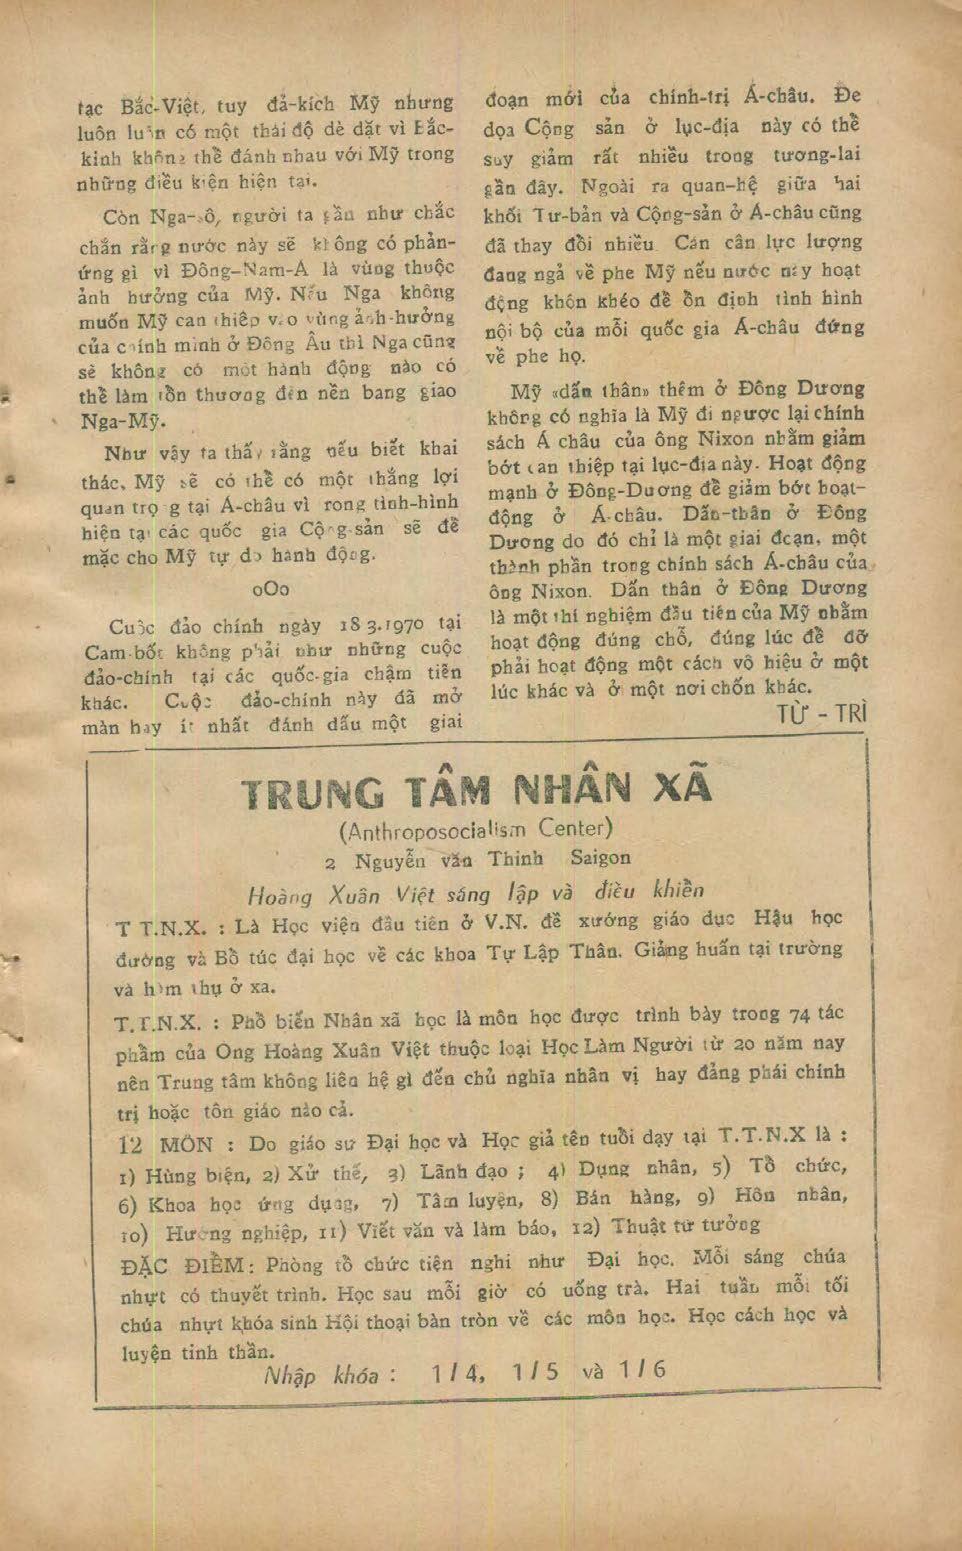 tạc Bắc-Việt, tuy đả-kích Mỹ nhưng
luôn luôn có một thái độ dè dặt vì Bắc-
kinh không thể đánh nhau với Mỹ trong
những điều kiện hiện tại.
Còn Nga-sô, người ta gần như chắc
chắn rằng nước này sẽ không có phản-
ứng gì vì Đông-Nam-Á là vùng thuộc
ảnh hưởng của Mỹ. Nếu Nga không
muốn Mỹ can thiệp vào vùng ảnh-hưởng
của chính mình ở Đông Âu thì Nga cũng
sẽ không có một hành động nào có
thể làm tổn thương đến nền bang giao
Nga-Mỹ.
Như vậy ta thấy rằng nếu biết khai
thác, Mỹ sẽ có thể có một thắng lợi
quan trọng tại Á-châu vì trong tình-hình
hiện tại các quốc gia Cộng-sản sẽ để
mặc cho Mỹ tự do hành động.
oOo
Cuộc đảo chính ngày 18 3.1970 tại
Cam-bốt không phải như những cuộc
đảo-chính tại các quốc-gia chậm tiến
khác. Cuộc đảo-chính này đã mở
màn hay ít nhất đánh dấu một giai
đoạn mới của chính-trị Á-châu. Đe
dọa Cộng sản ở lục-địa này có thể
suy giảm rất nhiều trong tương-lai
gần đây. Ngoài ra quan-hệ giữa hai
khối Tư-bản và Cộng-sản ở Á-châu cũng
đã thay đổi nhiều. Cán cân lực lượng
đang ngả về phe Mỹ nếu nước này hoạt
động khôn khéo để ổn định tình hình
nội bộ của mỗi quốc gia Á-châu đứng
về phe họ.
Mỹ «dấn thân» thêm ở Đông Dương
không có nghĩa là Mỹ đi ngược lại chính
sách Á châu của ông Nixon nhằm giảm
bớt can thiệp tại lục-địa này. Hoạt động
mạnh ở Đông-Dương để giảm bớt hoạt-
động ở Á-châu. Dấn-thân ở Đông
Dương do đó chỉ là một giai đoạn, một
thành phần trong chính sách Á-châu của
ông Nixon. Dấn thân ở Đông Dương
là một thí nghiệm đầu tiên của Mỹ nhằm
hoạt động đúng chỗ, đúng lúc để đỡ
phải hoạt động một cách vô hiệu ở một
lúc khác và ở một nơi chốn khác.
TỪ - TRÌ
TRUNG TÂM NHÂN XÃ
(Anthroposocialism Center)
2 Nguyễn văn Thinh Saigon
Hoàng Xuân Việt sáng lập và điều khiển
T T.N.X. : Là Học viện đầu tiên ở V.N. đề xướng giáo dục Hậu học
đường và Bổ túc đại học về các khoa Tự Lập Thân. Giảng huấn tại trường
và hàm thụ ở xa.
T.T.N.X. : Phổ biến Nhân xã học là môn học được trình bày trong 74 tác
phẩm của Ong Hoàng Xuân Việt thuộc loại Học Làm Người từ 20 năm nay
nên Trung tâm không liên hệ gì đến chủ nghĩa nhân vị hay đảng phái chính
trị hoặc tôn giáo nào cả.
12 MÔN : Do giáo sư Đại học và Học giả tên tuổi dạy tại T.T.N.X là :
1) Hùng biện, 2) Xử thế, 3) Lãnh đạo ; 4) Dụng nhân, 5) Tổ chức,
6) Khoa học ứng dụng, 7) Tâm luyện, 8) Bán hàng, 9) Hôn nhân,
10) Hướng nghiệp, 11) Viết văn và làm báo, 12) Thuật tư tưởng
ĐẶC ĐIỂM : Phòng tổ chức tiện nghi như Đại học. Mỗi sáng chúa
nhựt có thuyết trình. Học sau mỗi giờ có uống trà. Hai tuần mỗi tối
chúa nhựt khóa sinh Hội thoại bàn tròn về các môn học. Học cách học và
luyện tinh thần.
Nhập khóa : 1/4, 1/5 và 1/6